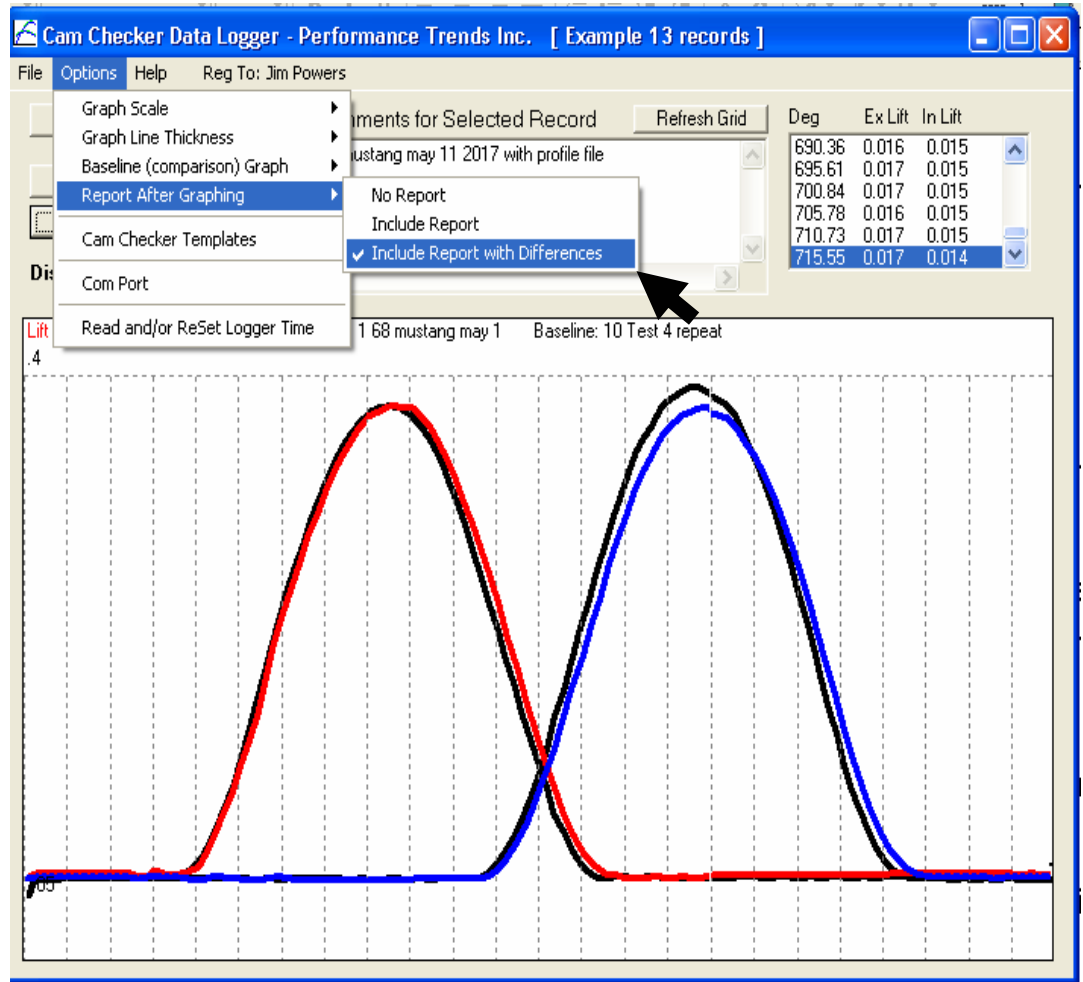 Cam Checker Data Logger - Performance Trends Inc. [ Example 13 records ]
File Options Help Reg To: Jim Powers
Graph Scale
Graph Line Thickness
Baseline (comparison) Graph
Report After Graphing
Cam Checker Templates
Com Port
Read and/or ReSet Logger Time
No Report
Include Report
Include Report with Differences
ments for Selected Record
Refresh Grid
ustang may 11 2017 with profile file
Deg Ex Lift In Lift
690.36 0.016 0.015
695.61 0.017 0.015
700.84 0.017 0.015
705.78 0.016 0.015
710.73 0.017 0.015
715.55 0.017 0.014
Dis
Lift
1 68 mustang may 1 Baseline: 10 Test 4 repeat
.4